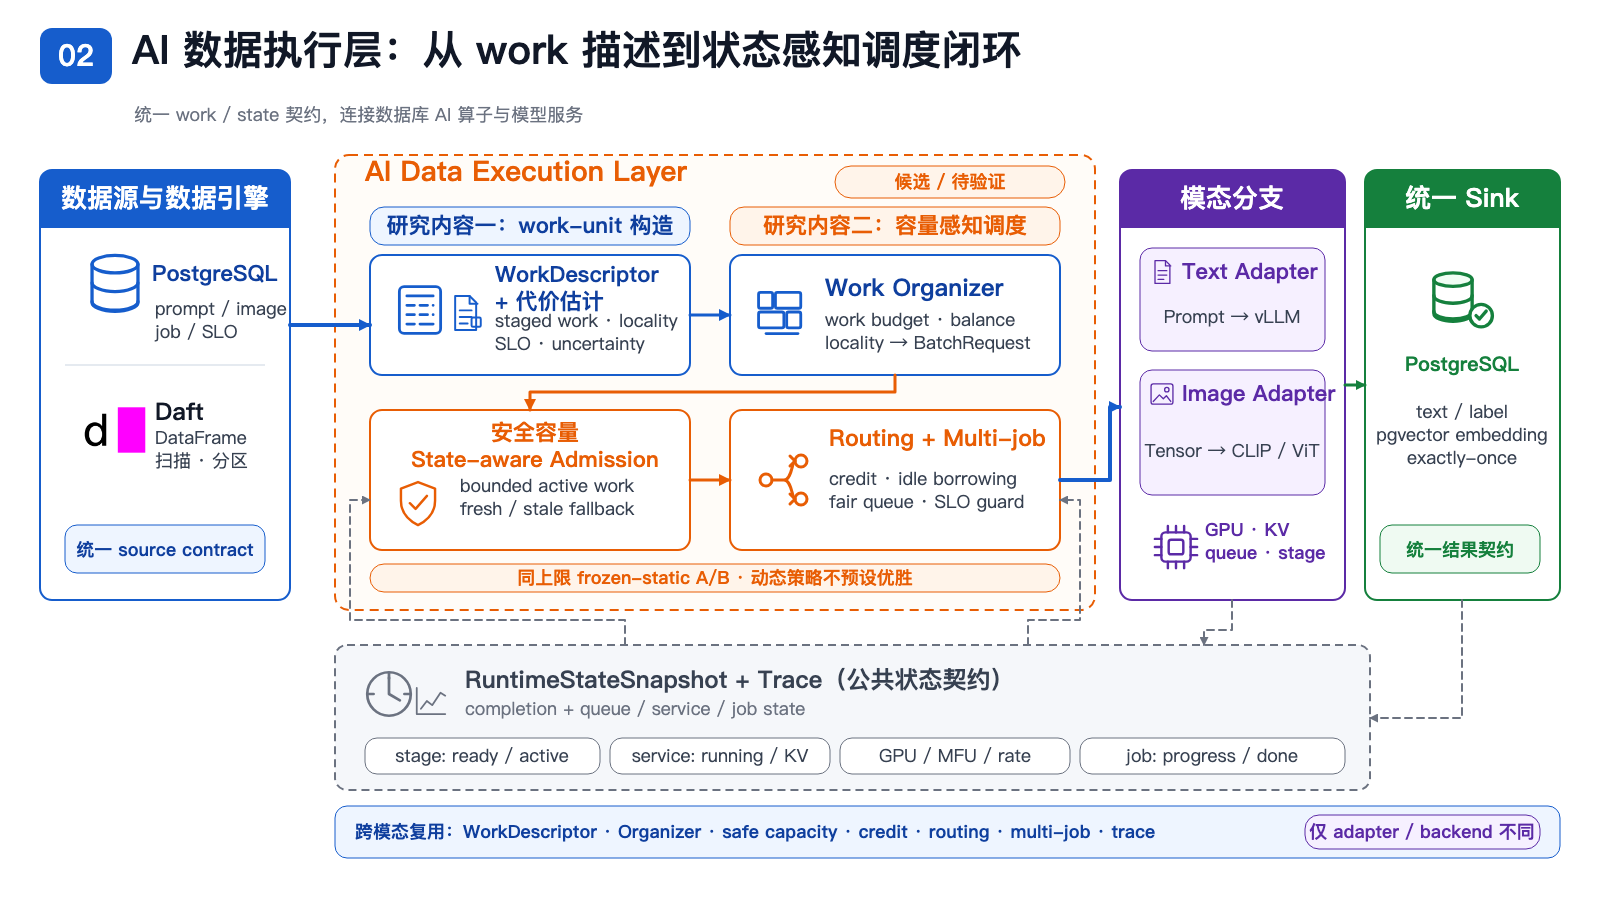 02
AI 数据执行层：从 work 描述到状态感知调度闭环
统一 work / state 契约，连接数据库 AI 算子与模型服务
数据源与数据引擎
PostgreSQL
prompt / image
job / SLO
d
Daft
DataFrame
扫描 · 分区
统一 source contract
AI Data Execution Layer
候选 / 待验证
研究内容一：work-unit 构造
研究内容二：容量感知调度
WorkDescriptor
+ 代价估计
staged work · locality
SLO · uncertainty
Work Organizer
work budget · balance
locality → BatchRequest
安全容量
State-aware Admission
bounded active work
fresh / stale fallback
Routing + Multi-job
credit · idle borrowing
fair queue · SLO guard
同上限 frozen-static A/B · 动态策略不预设优胜
模态分支
Text Adapter
Prompt → vLLM
Image Adapter
Tensor → CLIP / ViT
GPU · KV
queue · stage
统一 Sink
PostgreSQL
text / label
pgvector embedding
exactly-once
统一结果契约
RuntimeStateSnapshot + Trace（公共状态契约）
completion + queue / service / job state
stage: ready / active
service: running / KV
GPU / MFU / rate
job: progress / done
跨模态复用：WorkDescriptor · Organizer · safe capacity · credit · routing · multi-job · trace
仅 adapter / backend 不同